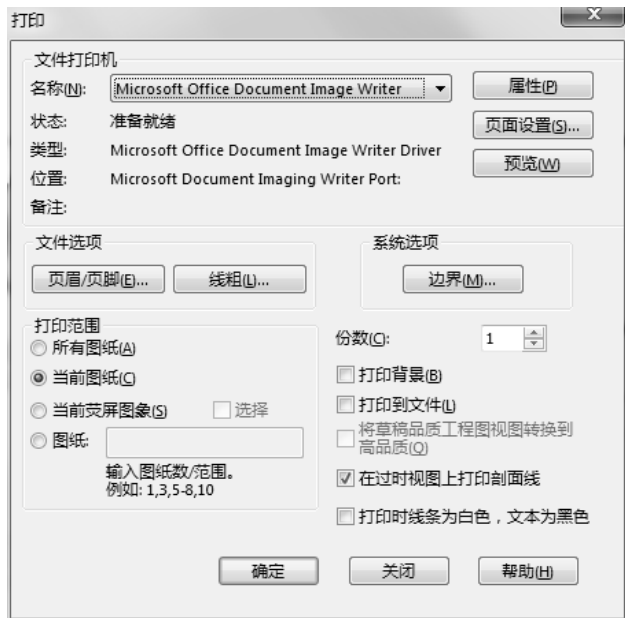 打印
文件打印机
名称(N): Microsoft Office Document Image Writer 属性(P)
状态: 准备就绪 页面设置(S)...
类型: Microsoft Office Document Image Writer Driver
位置: Microsoft Document Imaging Writer Port: 预览(W)
备注:
文件选项 系统选项
页眉/页脚(E)... 线粗(L)... 边界(M)...
打印范围
所有图纸(A) 份数(C): 1
当前图纸(C) 打印背景(B)
当前荧屏图象(S) 选择 打印到文件(L)
图纸: 将草稿品质工程图视图转换到
高品质(Q)
输入图纸数/范围。 在过时视图上打印剖面线
例如: 1,3,5-8,10
打印时线条为白色，文本为黑色
确定 关闭 帮助(H)